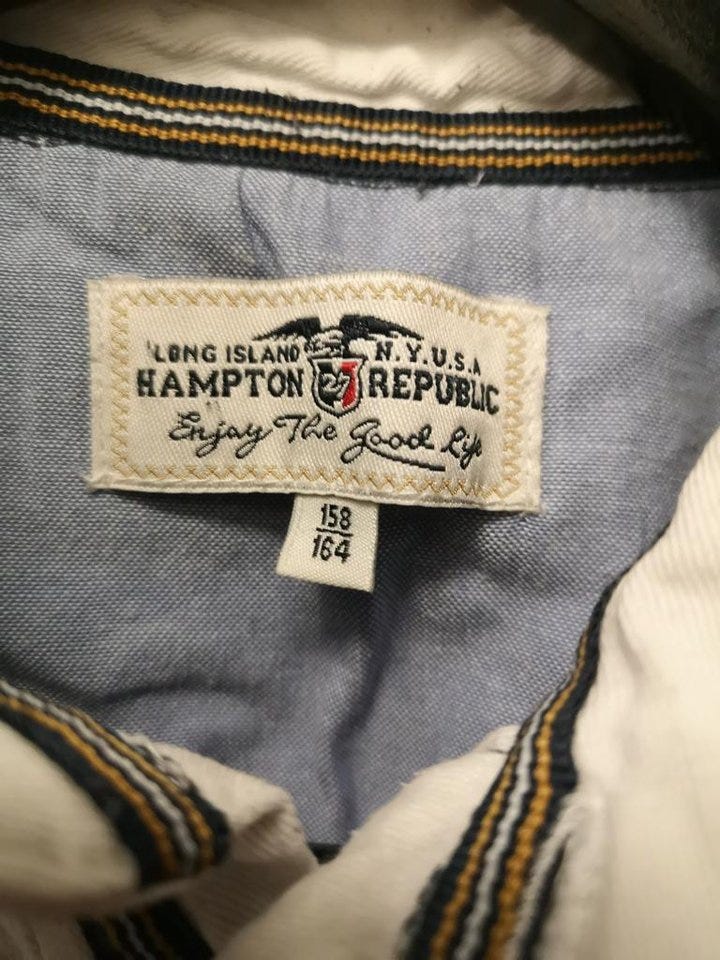 LONG ISLAND N.Y.U.S.A
HAMPTON 27 REPUBLIC
Enjoy The Good Life
158
164